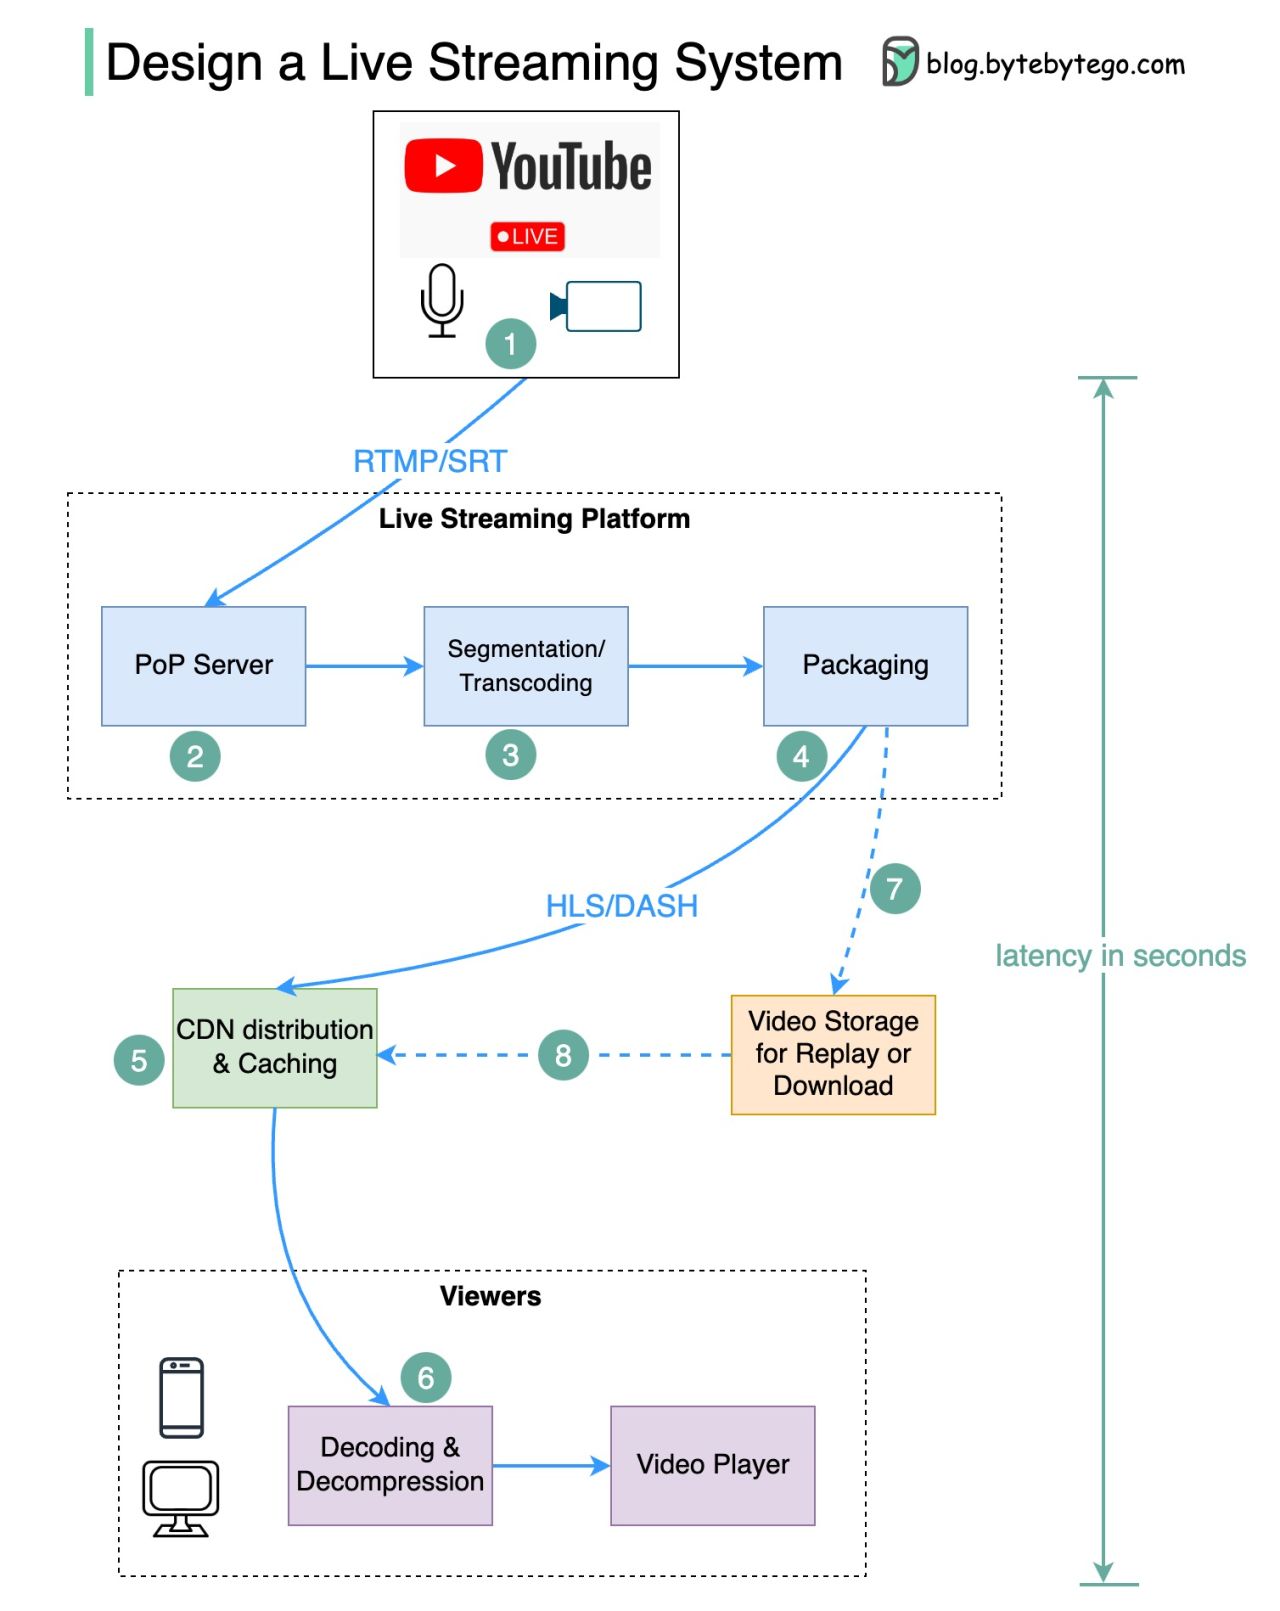 Design a Live Streaming System
blog.bytebytego.com
YouTube
LIVE
1
RTMP/SRT
Live Streaming Platform
PoP Server
Segmentation/
Transcoding
Packaging
2
3
4
7
HLS/DASH
latency in seconds
CDN distribution
& Caching
5
8
Video Storage
for Replay or
Download
Viewers
6
Decoding &
Decompression
Video Player